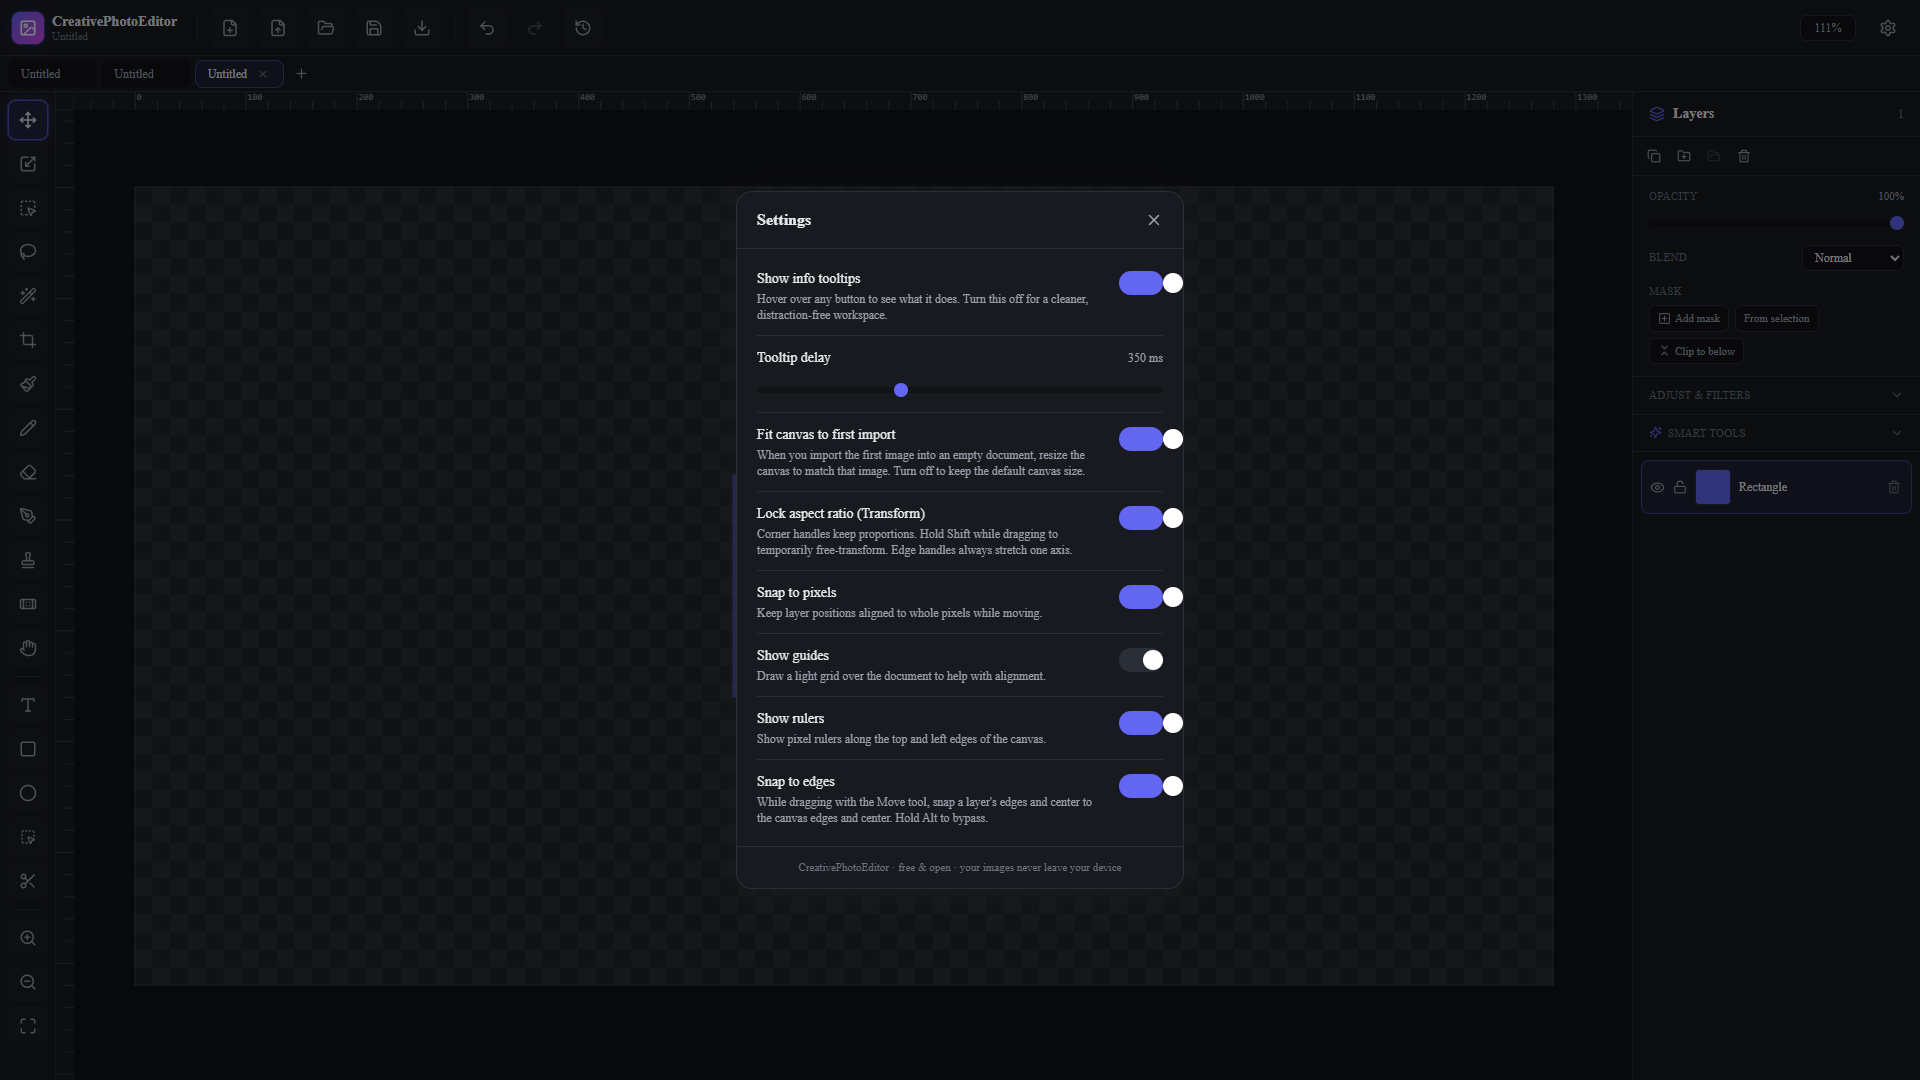 CreativePhotoEditor
Untitled
111%
Untitled
Untitled
Untitled
0 100 200 300 400 500 600 700 800 900 1000 1100 1200 1300
Layers
1
OPACITY
100%
BLEND
Normal
MASK
Add mask
From selection
Clip to below
ADJUST & FILTERS
SMART TOOLS
Rectangle
Settings
Show info tooltips
Hover over any button to see what it does. Turn this off for a cleaner,
distraction-free workspace.
Tooltip delay
350 ms
Fit canvas to first import
When you import the first image into an empty document, resize the
canvas to match that image. Turn off to keep the default canvas size.
Lock aspect ratio (Transform)
Corner handles keep proportions. Hold Shift while dragging to
temporarily free-transform. Edge handles always stretch one axis.
Snap to pixels
Keep layer positions aligned to whole pixels while moving.
Show guides
Draw a light grid over the document to help with alignment.
Show rulers
Show pixel rulers along the top and left edges of the canvas.
Snap to edges
While dragging with the Move tool, snap a layer's edges and center to
the canvas edges and center. Hold Alt to bypass.
CreativePhotoEditor · free & open · your images never leave your device